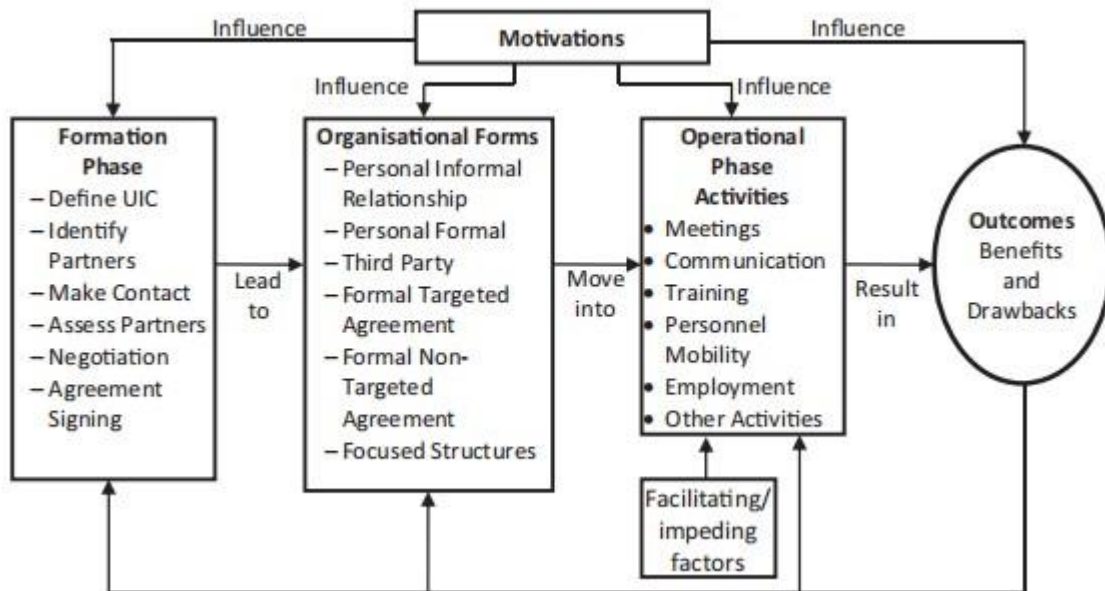 Influence
Motivations
Influence
Influence
Influence
Formation
Phase
– Define UIC
– Identify
Partners
– Make Contact
– Assess Partners
– Negotiation
– Agreement
Signing
Lead
to
Organisational Forms
– Personal Informal
Relationship
– Personal Formal
– Third Party
– Formal Targeted
Agreement
– Formal Non-
Targeted
Agreement
– Focused Structures
Move
into
Operational
Phase
Activities
• Meetings
• Communication
• Training
• Personnel
Mobility
• Employment
• Other Activities
Result
in
Outcomes
Benefits
and
Drawbacks
Facilitating/
impeding
factors